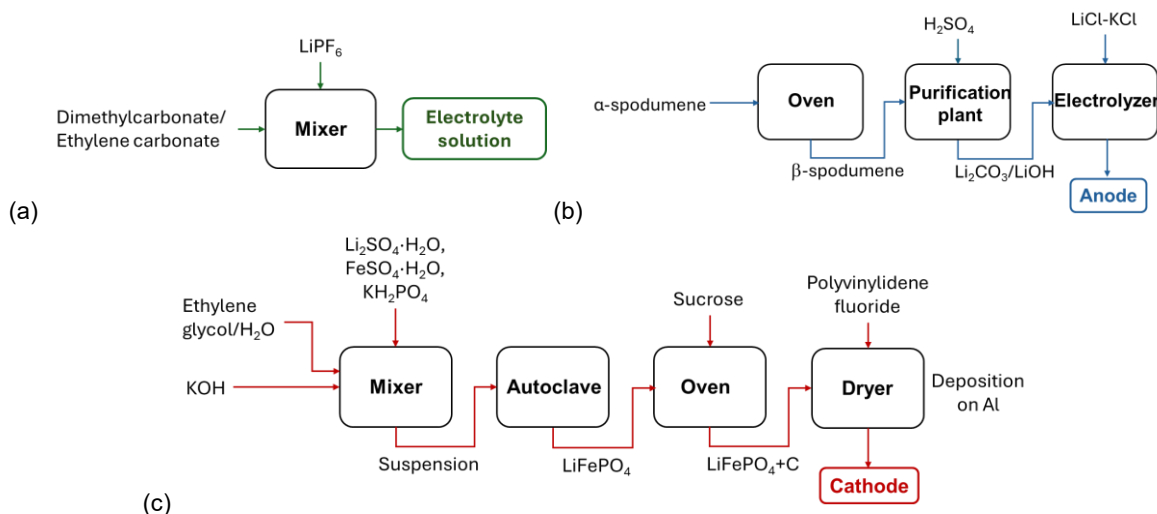 LiPF₆
Dimethylcarbonate/
Ethylene carbonate
Mixer
Electrolyte
solution
(a)
H₂SO₄
LiCl-KCl
α-spodumene
Oven
Purification
plant
Electrolyzer
β-spodumene
Li₂CO₃/LiOH
Anode
(b)
Li₂SO₄·H₂O,
FeSO₄·H₂O,
KH₂PO₄
Ethylene
glycol/H₂O
KOH
Mixer
Suspension
Autoclave
LiFePO₄
Sucrose
Oven
LiFePO₄+C
Polyvinylidene
fluoride
Dryer
Deposition
on Al
Cathode
(c)